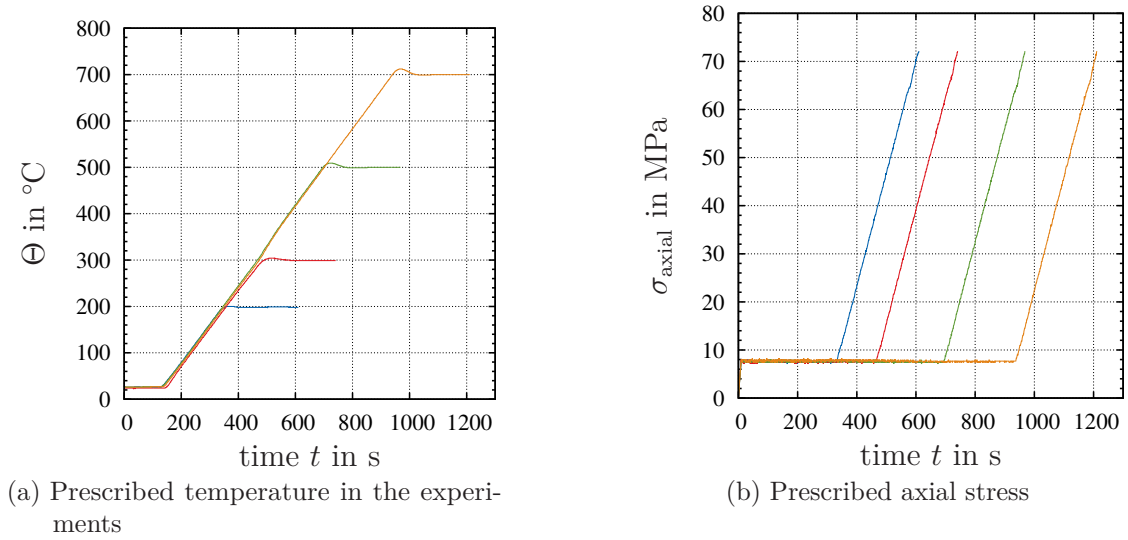 800
700
600
500
400
300
200
100
0
Θ in °C
0 200 400 600 800 1000 1200
time t in s
(a) Prescribed temperature in the experi-
ments
80
70
60
50
40
30
20
10
0
σaxial in MPa
0 200 400 600 800 1000 1200
time t in s
(b) Prescribed axial stress